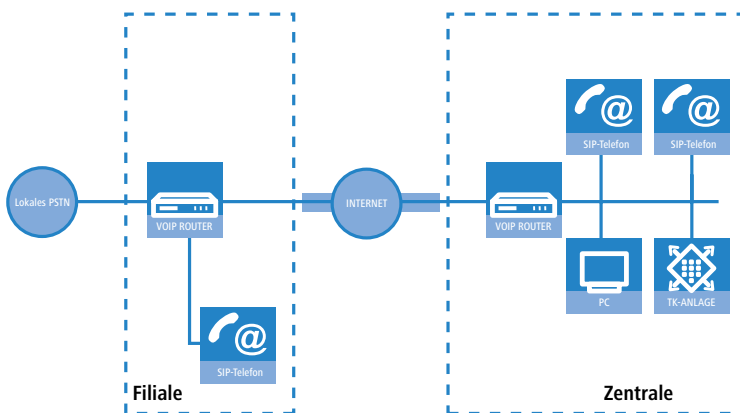 SIP-Telefon
SIP-Telefon
Lokales PSTN
VOIP ROUTER
INTERNET
VOIP ROUTER
PC
TK-ANLAGE
SIP-Telefon
Filiale
Zentrale